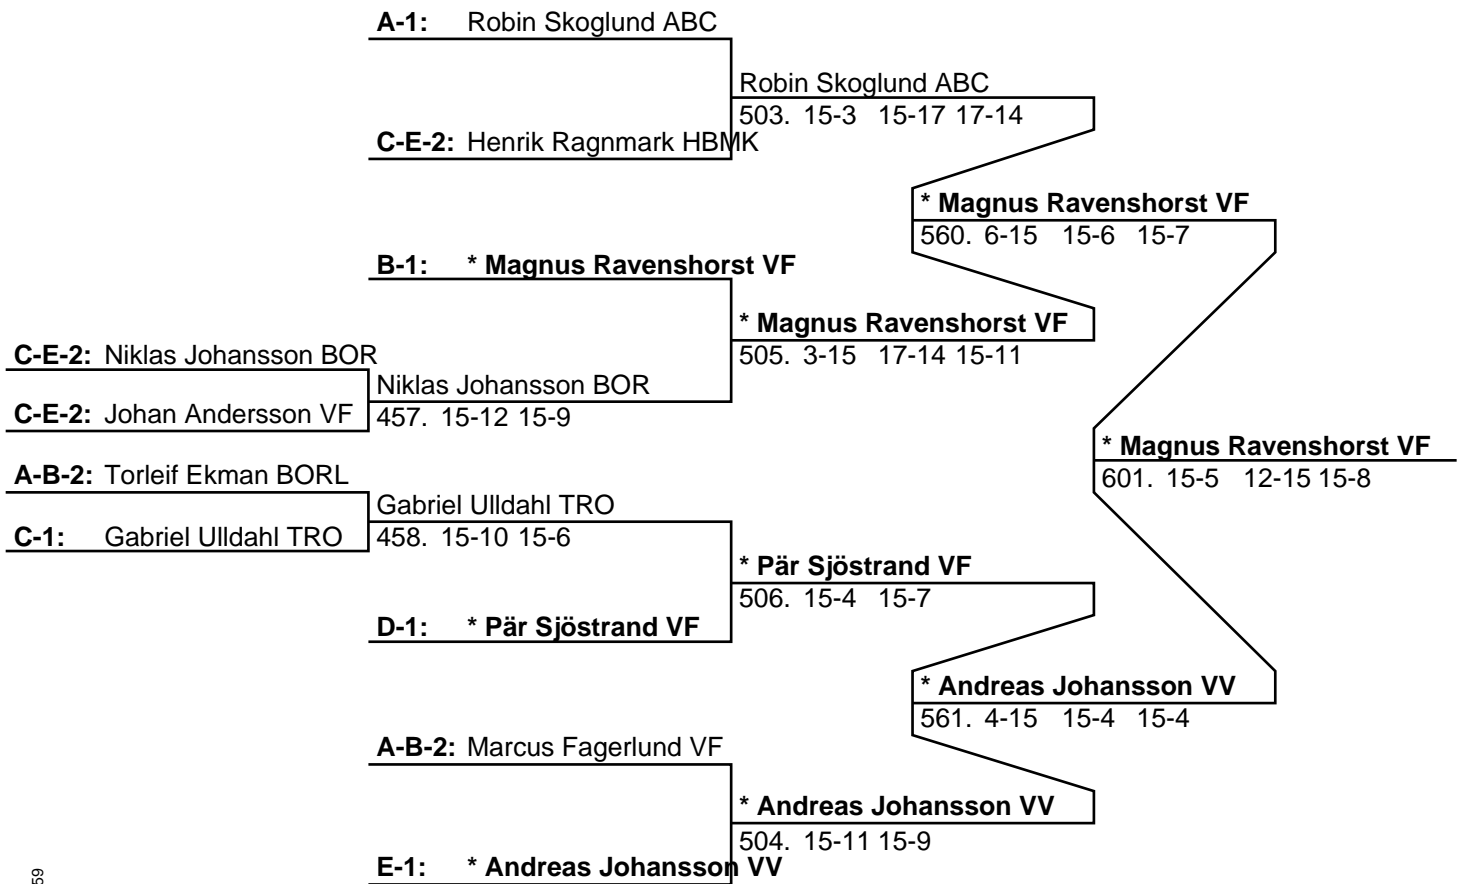 A-1: Robin Skoglund ABC
Robin Skoglund ABC
503. 15-3 15-17 17-14
C-E-2: Henrik Ragnmark HBMK
* Magnus Ravenshorst VF
560. 6-15 15-6 15-7
B-1: * Magnus Ravenshorst VF
* Magnus Ravenshorst VF
505. 3-15 17-14 15-11
C-E-2: Niklas Johansson BOR
Niklas Johansson BOR
457. 15-12 15-9
C-E-2: Johan Andersson VF
* Magnus Ravenshorst VF
601. 15-5 12-15 15-8
A-B-2: Torleif Ekman BORL
Gabriel Ulldahl TRO
458. 15-10 15-6
C-1: Gabriel Ulldahl TRO
* Pär Sjöstrand VF
506. 15-4 15-7
D-1: * Pär Sjöstrand VF
* Andreas Johansson VV
561. 4-15 15-4 15-4
A-B-2: Marcus Fagerlund VF
* Andreas Johansson VV
504. 15-11 15-9
E-1: * Andreas Johansson VV
59